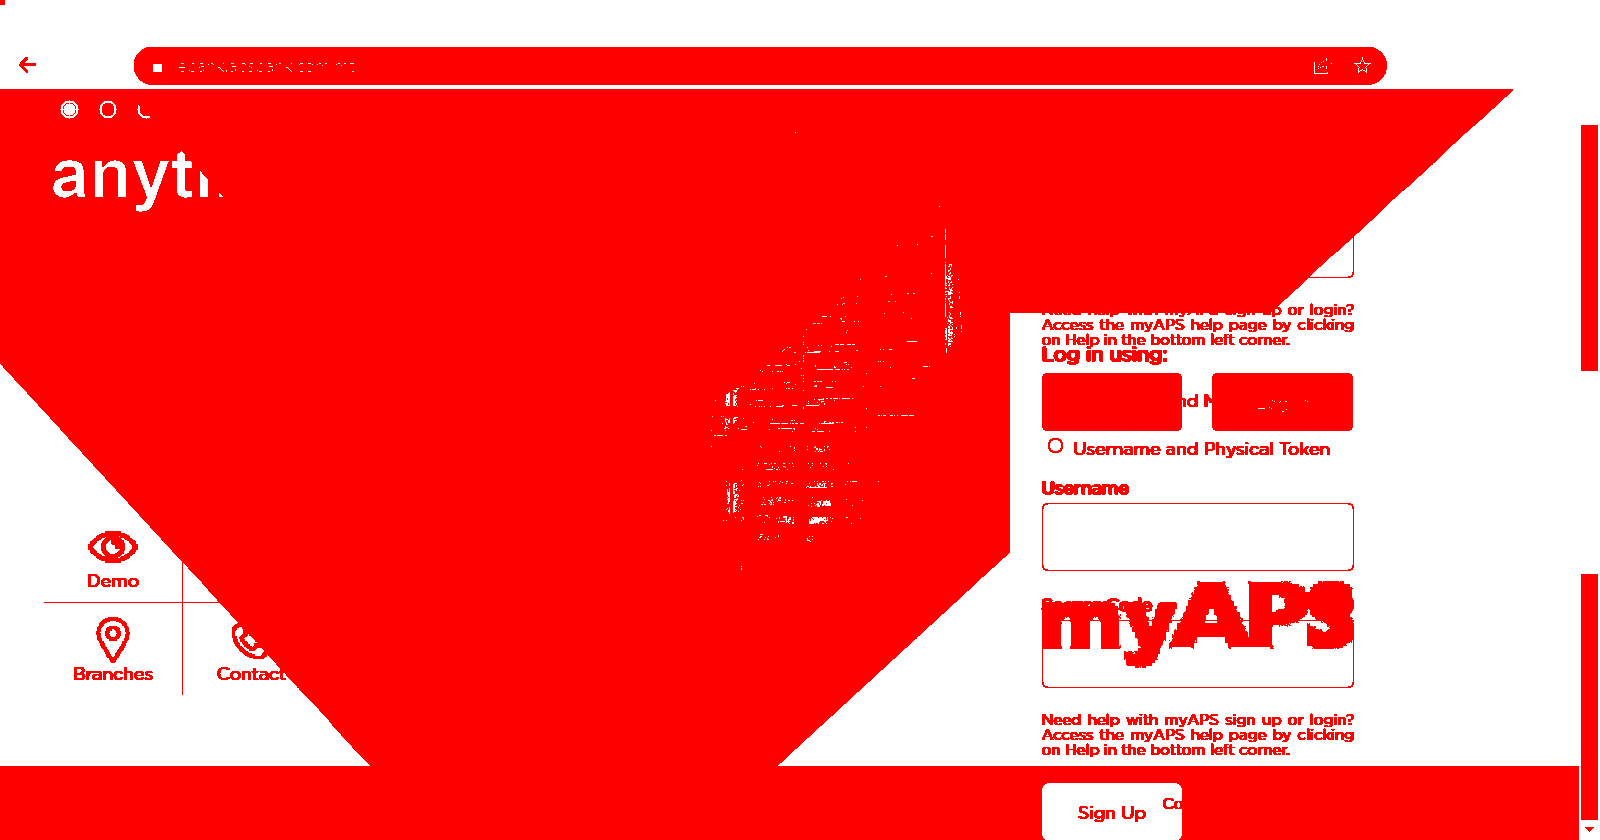 anyt
Need help with myAPS sign up or login?
Access the myAPS help page by clicking
on Help in the bottom left corner.
Log in using:
nd
Username and Physical Token
Username
myAPS
Demo
Branches
Contact
Need help with myAPS sign up or login?
Access the myAPS help page by clicking
on Help in the bottom left corner.
Sign Up
Co